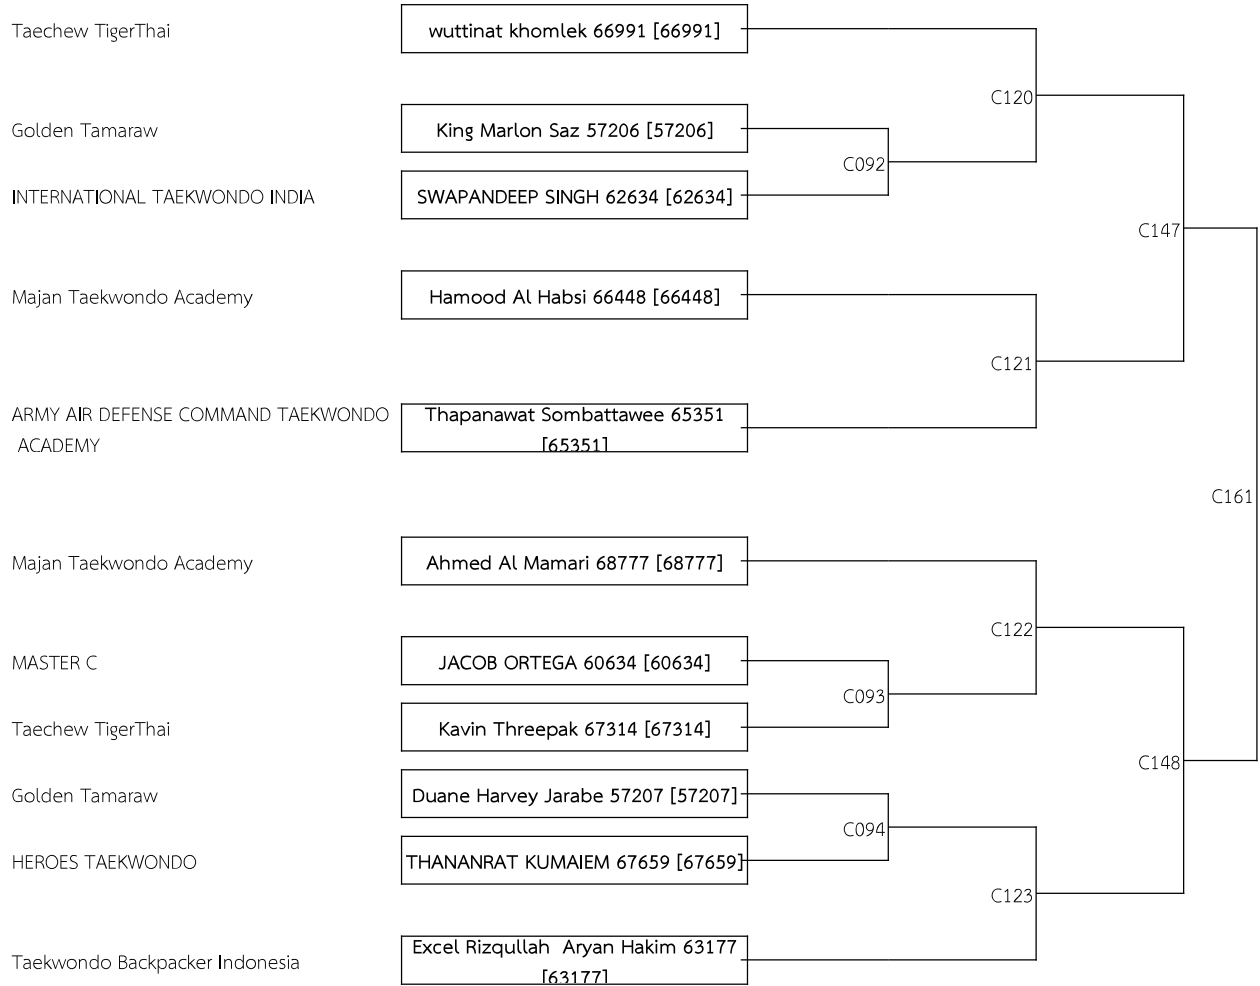 Taechew TigerThai
wuttinat khomlek 66991 [66991]
C120
Golden Tamaraw
King Marlon Saz 57206 [57206]
C092
INTERNATIONAL TAEKWONDO INDIA
SWAPANDEEP SINGH 62634 [62634]
C147
Majan Taekwondo Academy
Hamood Al Habsi 66448 [66448]
C121
ARMY AIR DEFENSE COMMAND TAEKWONDO
ACADEMY
Thapanawat Sombattawee 65351
[65351]
C161
Majan Taekwondo Academy
Ahmed Al Mamari 68777 [68777]
C122
MASTER C
JACOB ORTEGA 60634 [60634]
C093
Taechew TigerThai
Kavin Threepak 67314 [67314]
C148
Golden Tamaraw
Duane Harvey Jarabe 57207 [57207]
C094
HEROES TAEKWONDO
THANANRAT KUMAIEM 67659 [67659]
C123
Taekwondo Backpacker Indonesia
Excel Rizqullah  Aryan Hakim 63177
[63177]